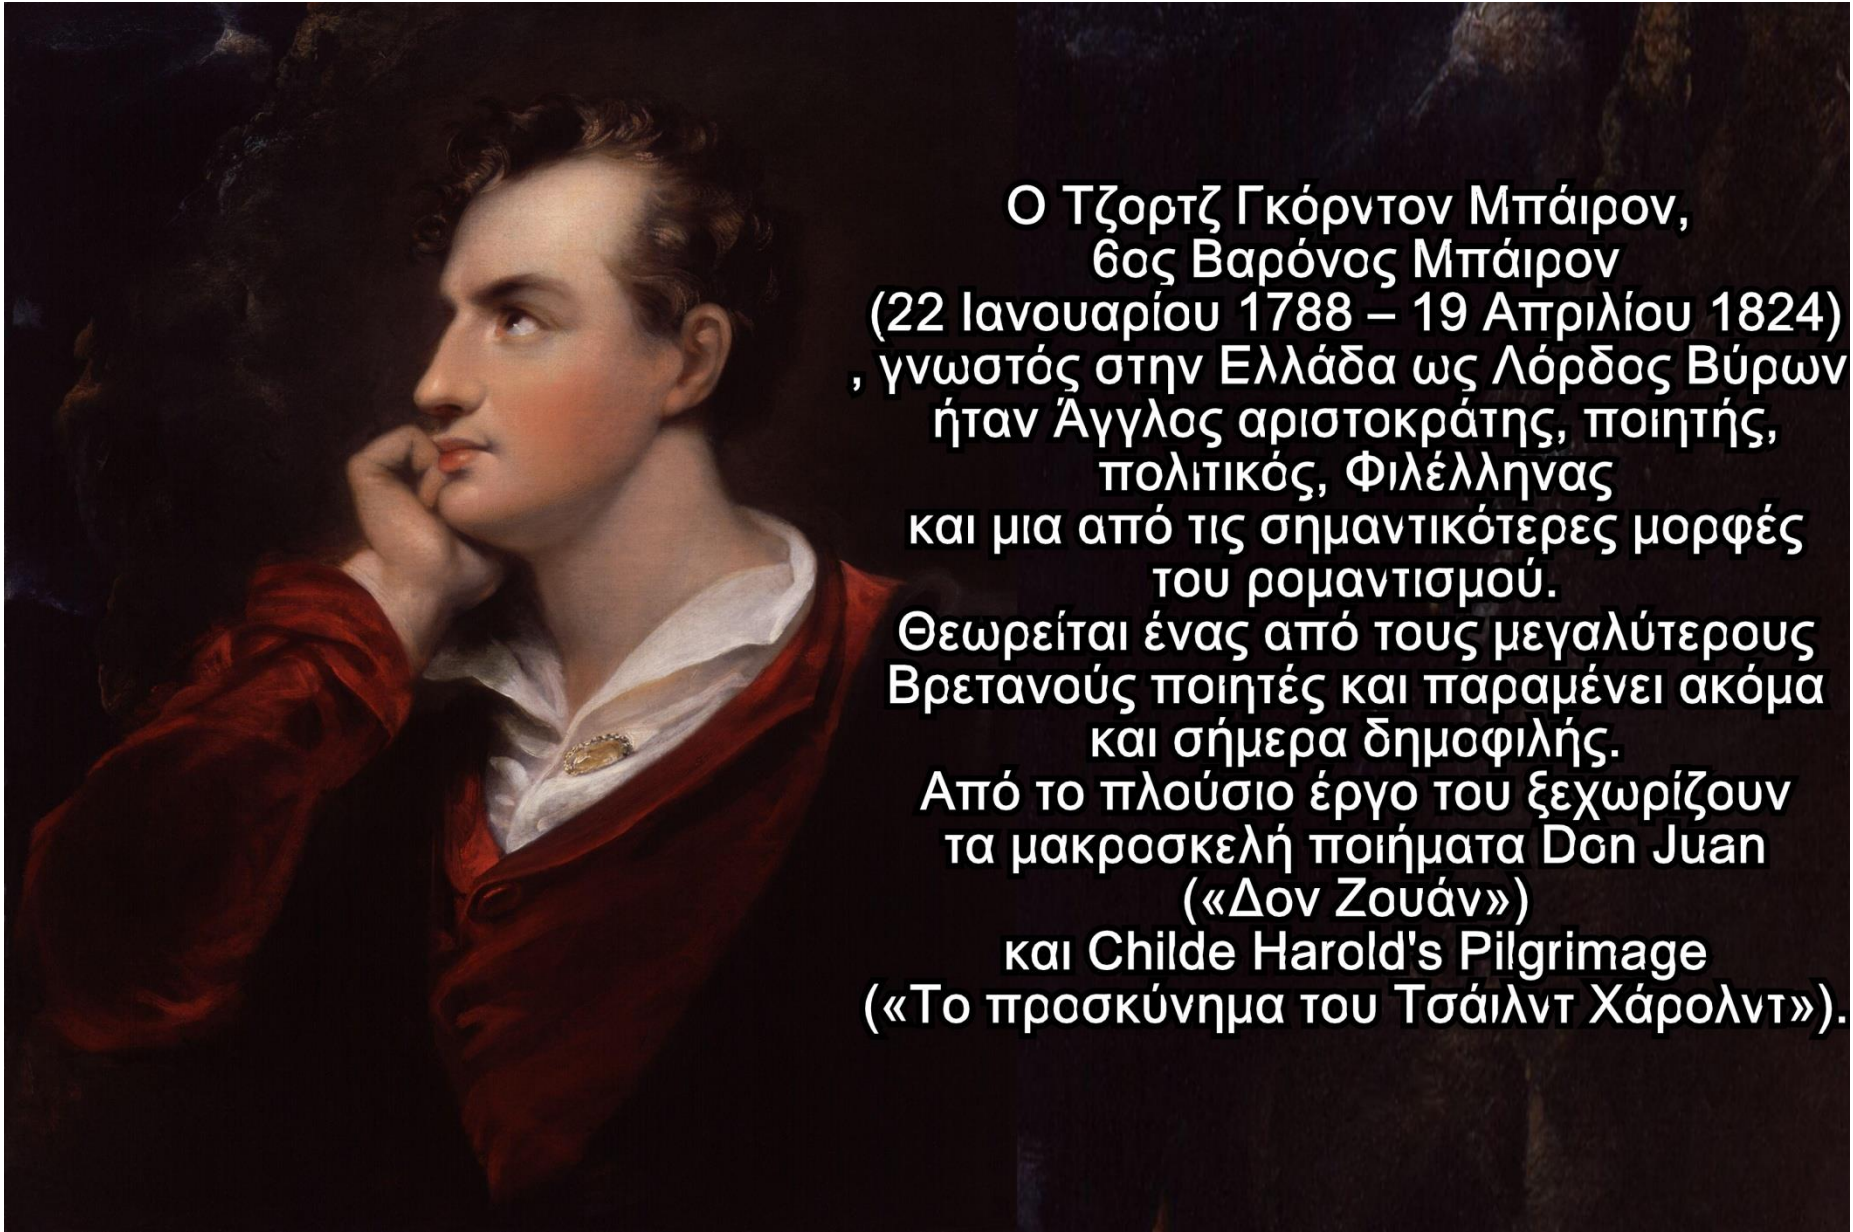 Ο Τζορτζ Γκόρντον Μπάιρον,
6ος Βαρόνος Μπάιρον
(22 Ιανουαρίου 1788 – 19 Απριλίου 1824)
, γνωστός στην Ελλάδα ως Λόρδος Βύρων
ήταν Άγγλος αριστοκράτης, ποιητής,
πολιτικός, Φιλέλληνας
και μια από τις σημαντικότερες μορφές
του ρομαντισμού.
Θεωρείται ένας από τους μεγαλύτερους
Βρετανούς ποιητές και παραμένει ακόμα
και σήμερα δημοφιλής.
Από το πλούσιο έργο του ξεχωρίζουν
τα μακροσκελή ποιήματα Don Juan
(«Δον Ζουάν»)
και Childe Harold's Pilgrimage
(«Το προσκύνημα του Τσάιλντ Χάρολντ»).